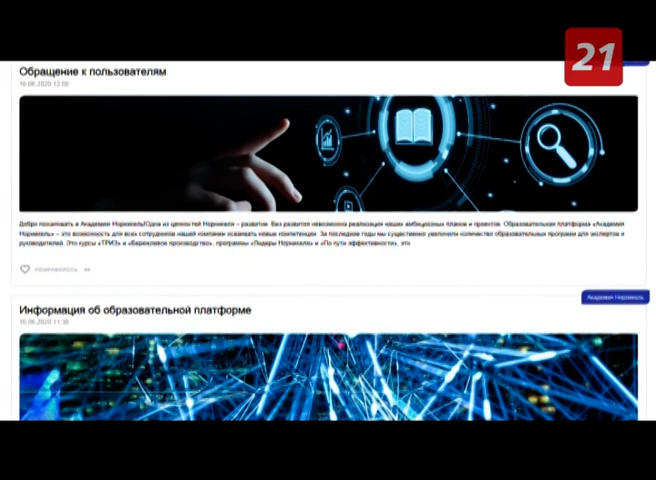 21
Обращение к пользователям
16.06.2020 12:00
Добро пожаловать в Академию Норникель!Одна из ценностей Норникеля – развитие. Без развития невозможна реализация наших амбициозных планов и проектов. Образовательная платформа «Академия
Норникель» – это возможность для всех сотрудников нашей компании осваивать новые компетенции. За последние годы мы существенно увеличили количество образовательных программ для экспертов и
руководителей. Это курсы «ТРИЗ» и «Бережливое производство», программы «Лидеры Норникеля» и «По пути эффективности», это
ПОНРАВИЛОСЬ:
Академия Норникель
Информация об образовательной платформе
16.06.2020 11:30